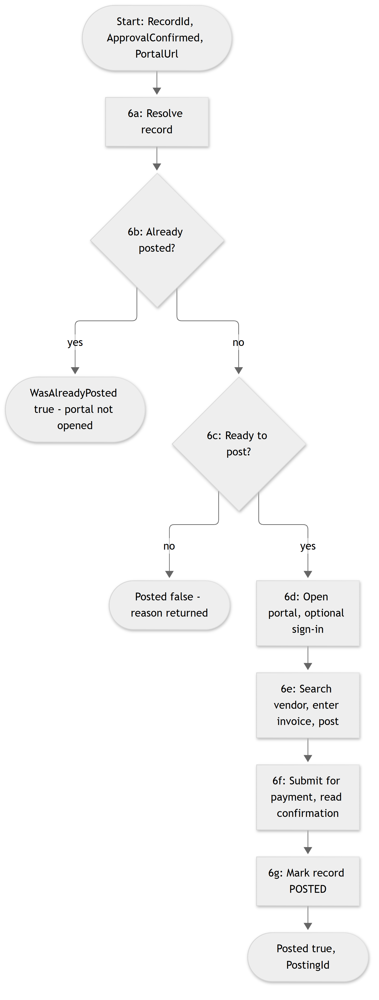 Start: RecordId,
ApprovalConfirmed,
PortalUrl
6a: Resolve
record
6b: Already
posted?
yes
no
WasAlreadyPosted
true - portal not
opened
6c: Ready to
post?
no
yes
Posted false -
reason returned
6d: Open
portal, optional
sign-in
6e: Search
vendor, enter
invoice, post
6f: Submit for
payment, read
confirmation
6g: Mark record
POSTED
Posted true,
PostingId